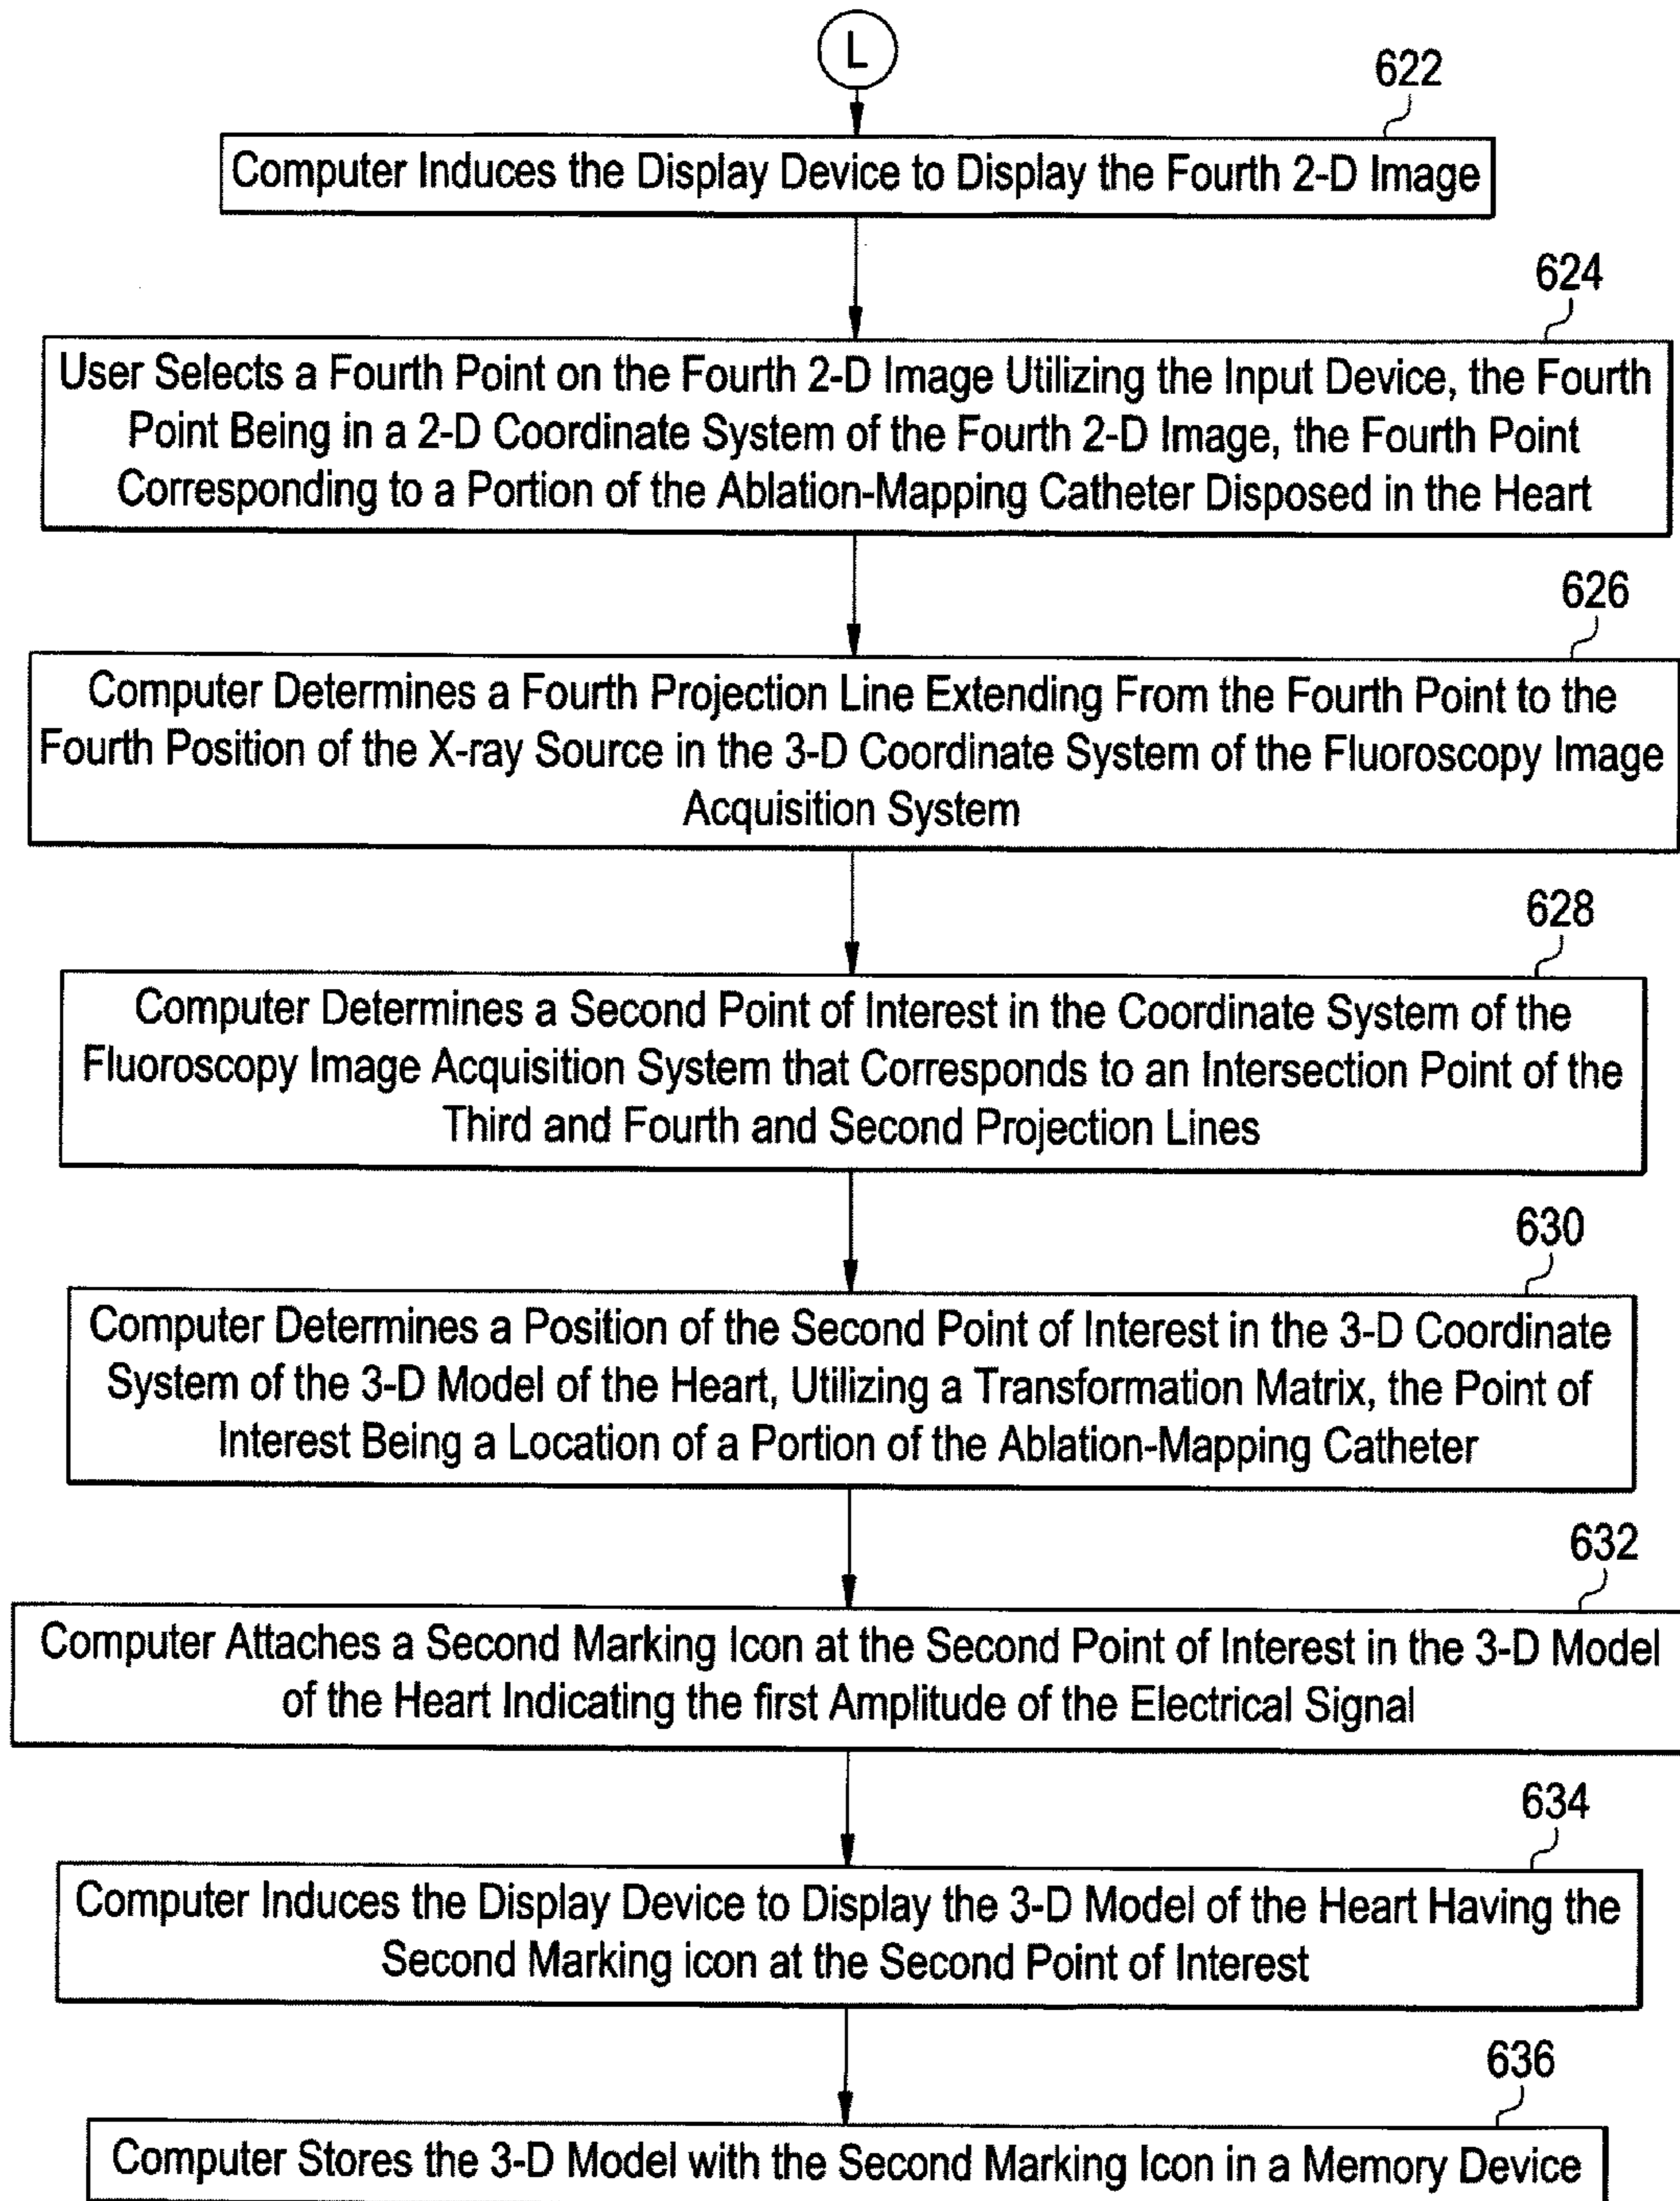 L
622
Computer Induces the Display Device to Display the Fourth 2-D Image
624
User Selects a Fourth Point on the Fourth 2-D Image Utilizing the Input Device, the Fourth
Point Being in a 2-D Coordinate System of the Fourth 2-D Image, the Fourth Point
Corresponding to a Portion of the Ablation-Mapping Catheter Disposed in the Heart
626
Computer Determines a Fourth Projection Line Extending From the Fourth Point to the
Fourth Position of the X-ray Source in the 3-D Coordinate System of the Fluoroscopy Image
Acquisition System
628
Computer Determines a Second Point of Interest in the Coordinate System of the
Fluoroscopy Image Acquisition System that Corresponds to an Intersection Point of the
Third and Fourth and Second Projection Lines
630
Computer Determines a Position of the Second Point of Interest in the 3-D Coordinate
System of the 3-D Model of the Heart, Utilizing a Transformation Matrix, the Point of
Interest Being a Location of a Portion of the Ablation-Mapping Catheter
632
Computer Attaches a Second Marking Icon at the Second Point of Interest in the 3-D Model
of the Heart Indicating the first Amplitude of the Electrical Signal
634
Computer Induces the Display Device to Display the 3-D Model of the Heart Having the
Second Marking icon at the Second Point of Interest
636
Computer Stores the 3-D Model with the Second Marking Icon in a Memory Device